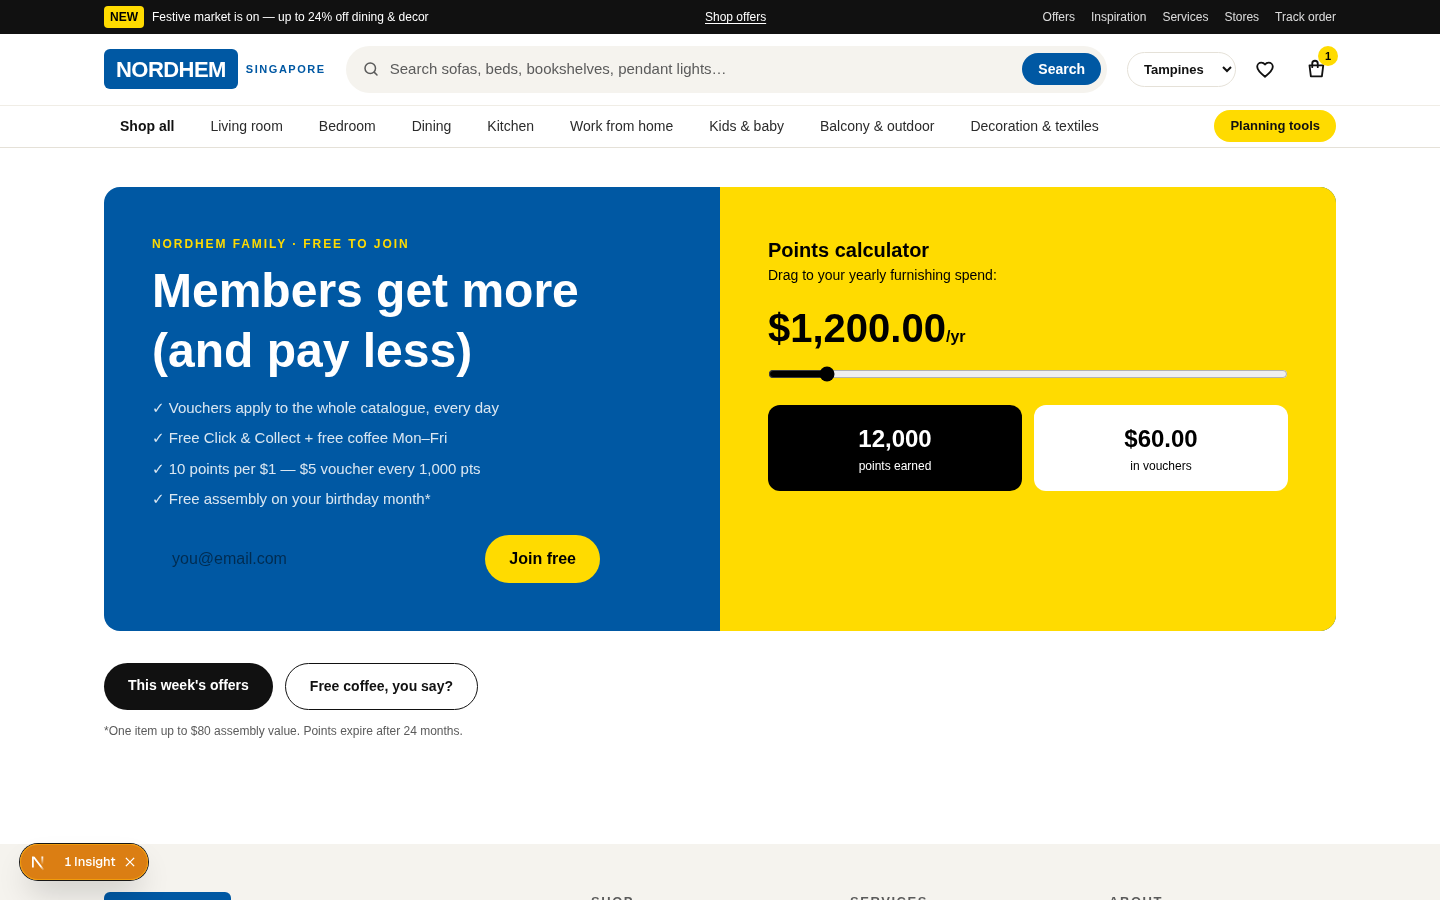 NEW Festive market is on — up to 24% off dining & decor
Shop offers
Offers Inspiration Services Stores Track order
NORDHEM SINGAPORE
Search sofas, beds, bookshelves, pendant lights…
Search
Tampines
1
Shop all Living room Bedroom Dining Kitchen Work from home Kids & baby Balcony & outdoor Decoration & textiles
Planning tools
NORDHEM FAMILY · FREE TO JOIN
Members get more
(and pay less)
✓ Vouchers apply to the whole catalogue, every day
✓ Free Click & Collect + free coffee Mon–Fri
✓ 10 points per $1 — $5 voucher every 1,000 pts
✓ Free assembly on your birthday month*
you@email.com
Join free
Points calculator
Drag to your yearly furnishing spend:
$1,200.00/yr
12,000
points earned
$60.00
in vouchers
This week's offers
Free coffee, you say?
*One item up to $80 assembly value. Points expire after 24 months.
1 Insight
SHOP SERVICES ABOUT